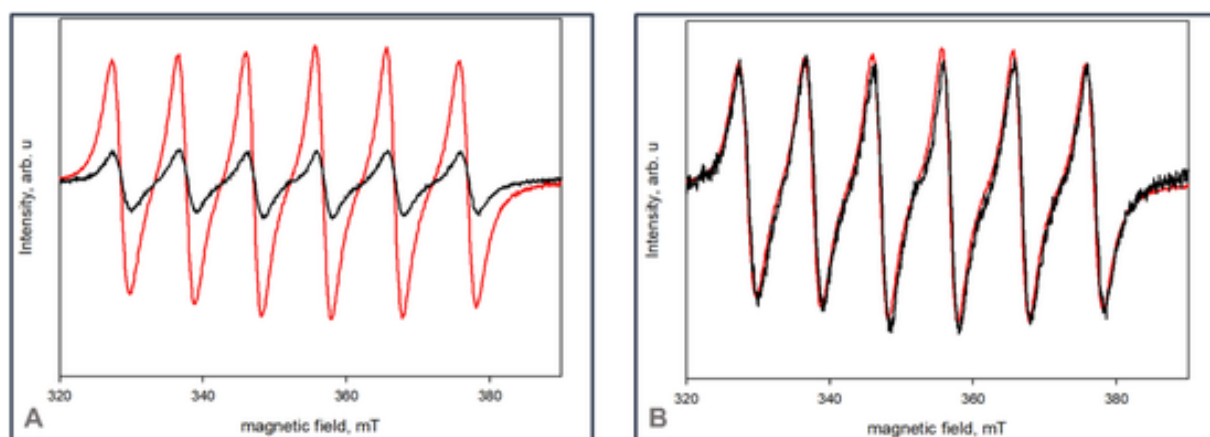 Intensity, arb. u
320
340
360
380
magnetic field, mT
A
Intensity, arb. u
320
340
360
380
magnetic field, mT
B